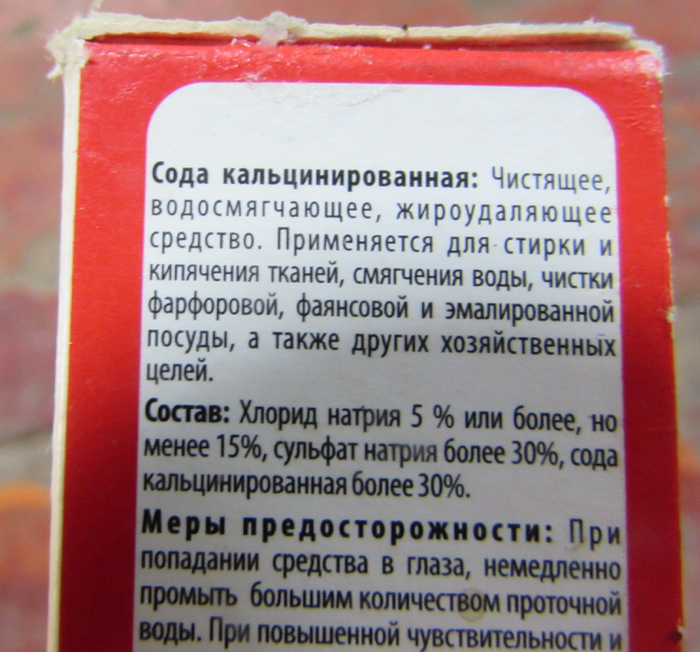 Сода кальцинированная: Чистящее,
водосмягчающее, жироудаляющее
средство. Применяется для стирки и
кипячения тканей, смягчения воды, чистки
фарфоровой, фаянсовой и эмалированной
посуды, а также других хозяйственных
целей.
Состав: Хлорид натрия 5 % или более, но
менее 15%, сульфат натрия более 30%, сода
кальцинированная более 30%.
Меры предосторожности: При
попадании средства в глаза, немедленно
промыть большим количеством проточной
воды. При повышенной чувствительности и